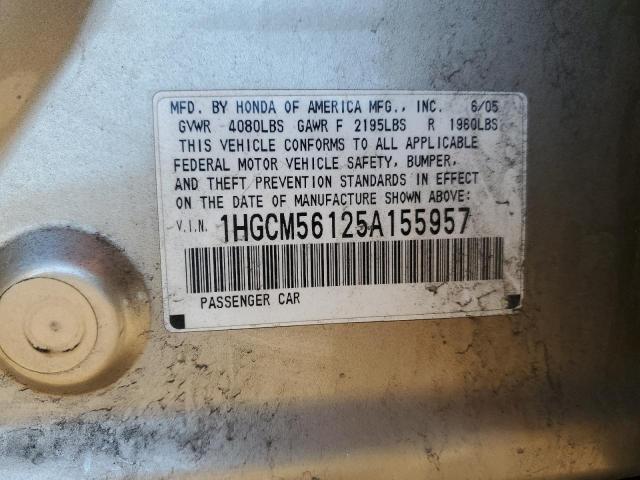 MFD. BY HONDA OF AMERICA MFG., INC. 6/05
GVWR 4080LBS GAWR F 2195LBS R 1960LBS
THIS VEHICLE CONFORMS TO ALL APPLICABLE
FEDERAL MOTOR VEHICLE SAFETY, BUMPER,
AND THEFT PREVENTION STANDARDS IN EFFECT
ON THE DATE OF MANUFACTURE SHOWN ABOVE:
V.I.N. 1HGCM56125A155957
PASSENGER CAR